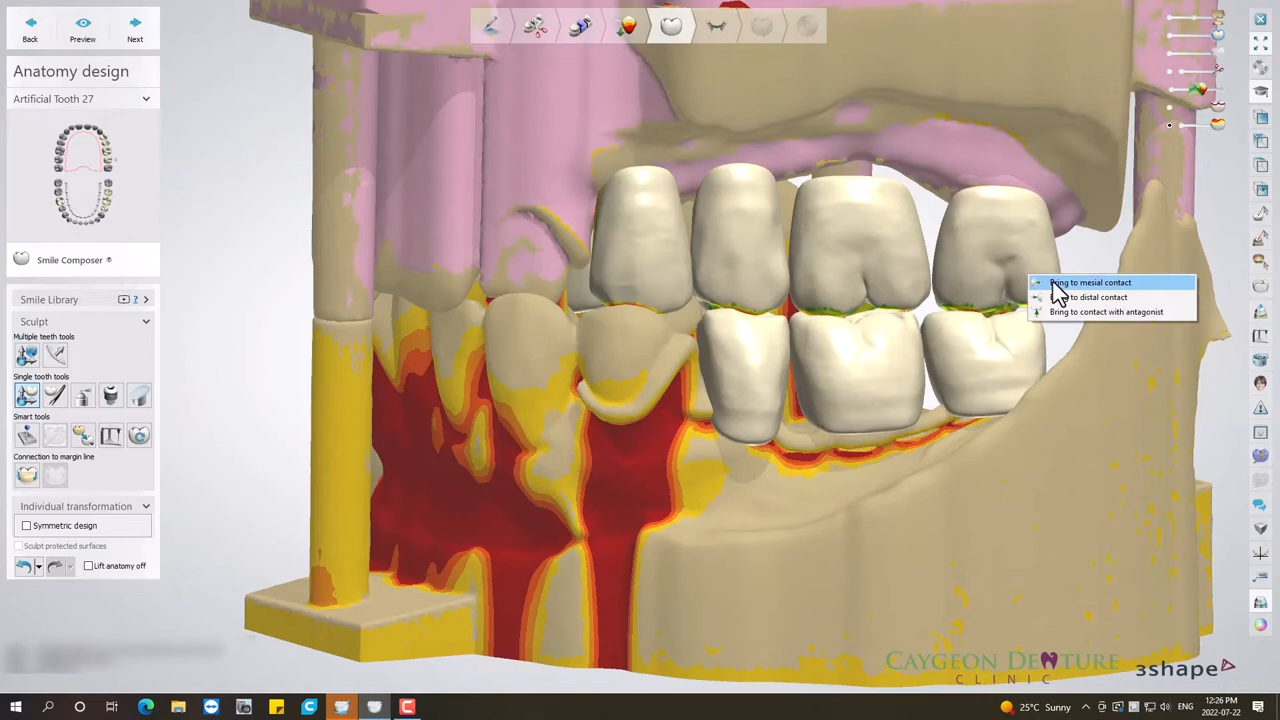 Back
Preview
Next
Anatomy design
Artificial Tooth 27
Smile Composer ®
Smile Library
?
Sculpt
Multiple teeth tools
Single tooth tools
Smart tools
Connection to margin line
Individual transformation
Symmetric design
Sculpt protected surfaces
Lift anatomy off
Bring to mesial contact
to distal contact
Bring to contact with antagonist
CAYGEON DENTURE
CLINIC
3shape
25°C Sunny
ENG
12:26 PM
2022-07-22